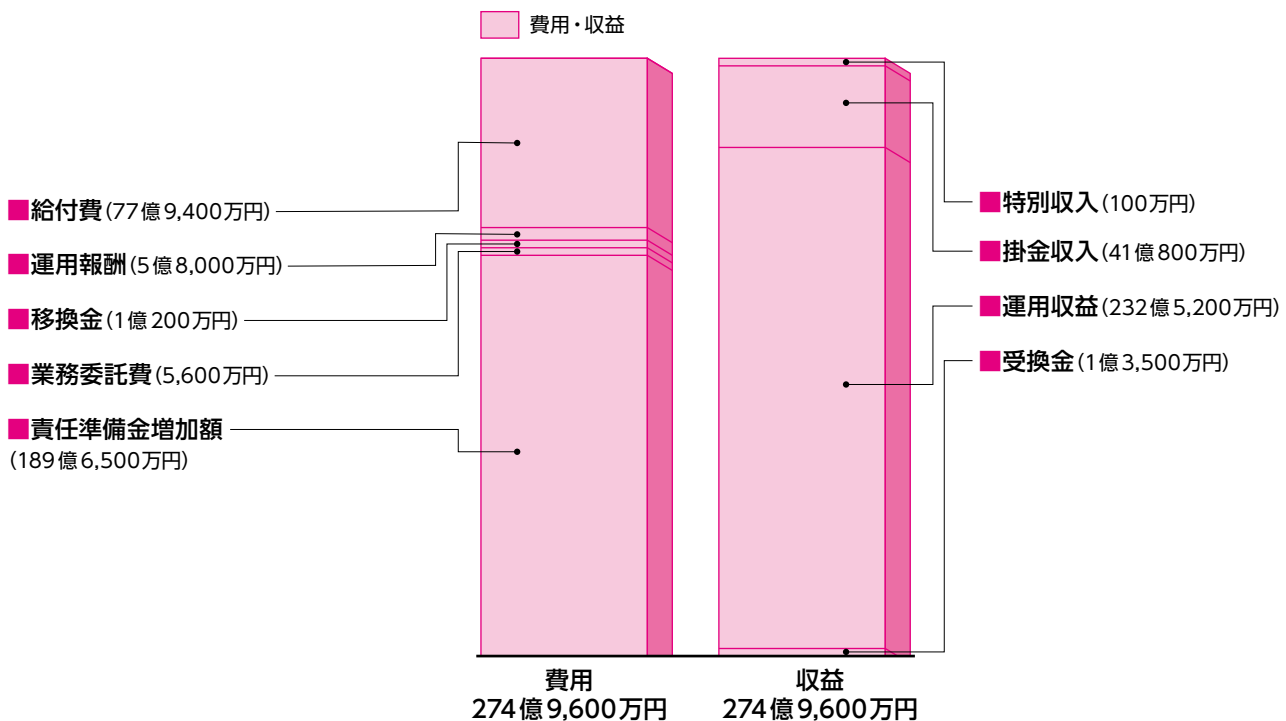 費用・収益
■給付費(77億9,400万円)
■運用報酬(5億8,000万円)
■移換金(1億200万円)
■業務委託費(5,600万円)
■責任準備金増加額
(189億6,500万円)
■特別収入(100万円)
■掛金収入(41億800万円)
■運用収益(232億5,200万円)
■受換金(1億3,500万円)
費用
274億9,600万円
収益
274億9,600万円